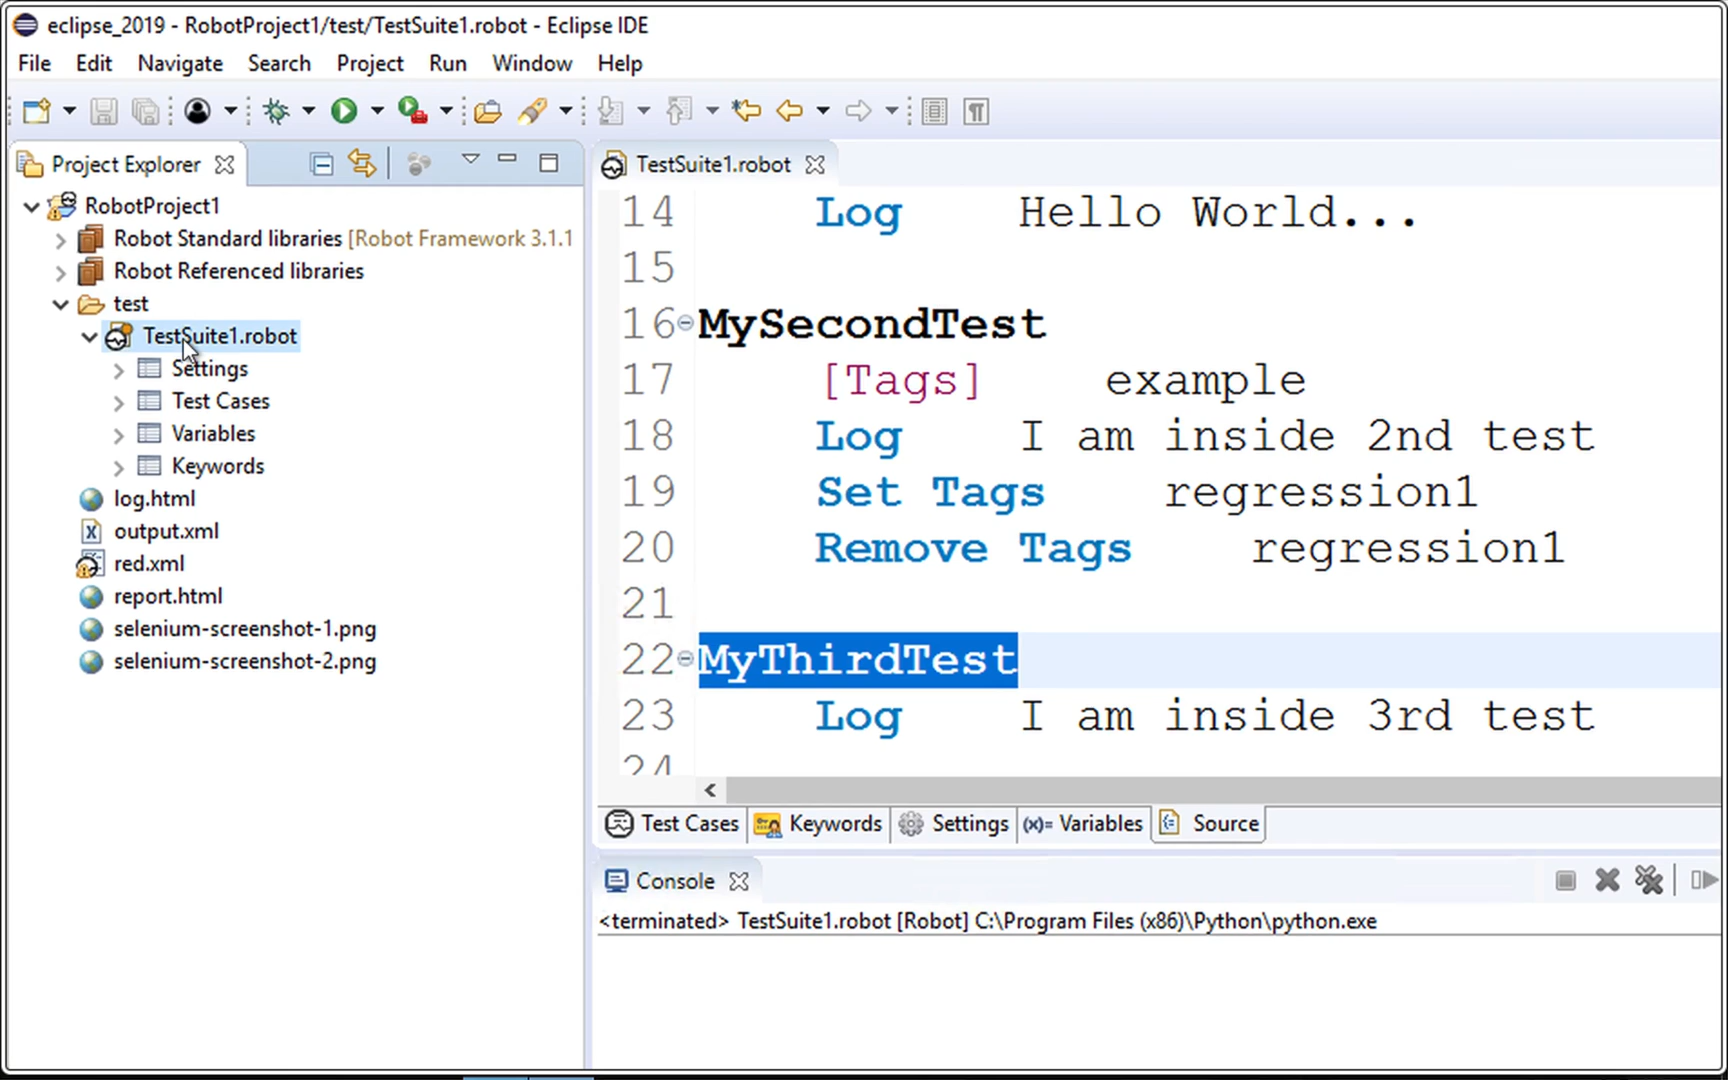 eclipse_2019 - RobotProject1/test/TestSuite1.robot - Eclipse IDE
File Edit Navigate Search Project Run Window Help
Project Explorer
RobotProject1
Robot Standard libraries [Robot Framework 3.1.1
Robot Referenced libraries
test
TestSuite1.robot
Settings
Test Cases
Variables
Keywords
log.html
output.xml
red.xml
report.html
selenium-screenshot-1.png
selenium-screenshot-2.png
TestSuite1.robot
14 Log Hello World...
15
16 MySecondTest
17 [Tags] example
18 Log I am inside 2nd test
19 Set Tags regression1
20 Remove Tags regression1
21
22 MyThirdTest
23 Log I am inside 3rd test
24
Test Cases Keywords Settings (x)= Variables Source
Console
<terminated> TestSuite1.robot [Robot] C:\Program Files (x86)\Python\python.exe